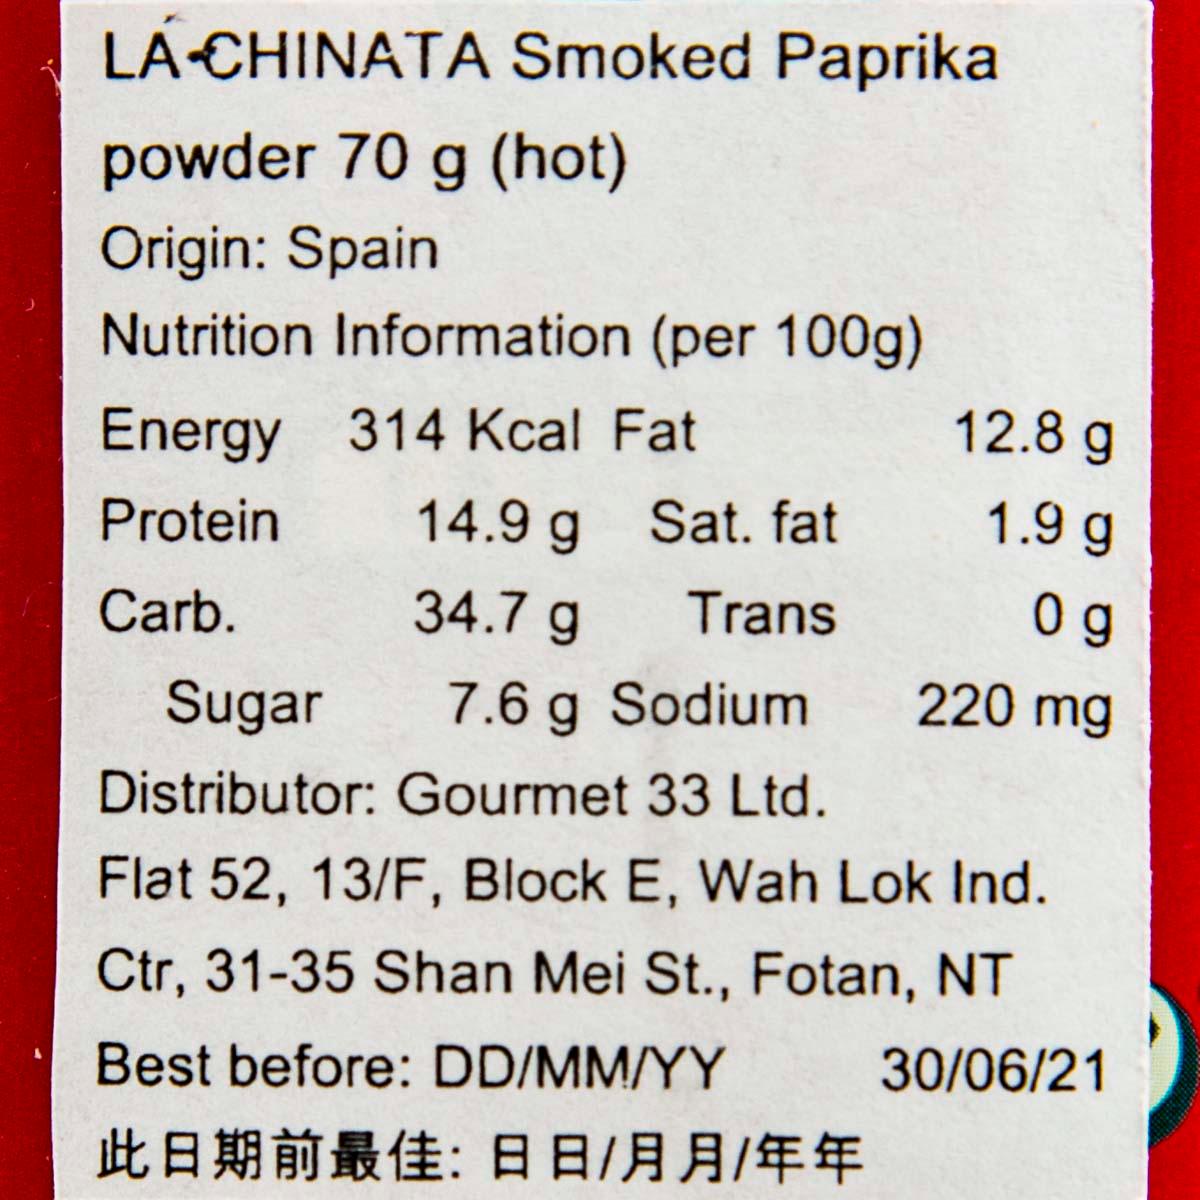 LA CHINATA Smoked Paprika
powder 70 g (hot)
Origin: Spain
Nutrition Information (per 100g)
Energy 314 Kcal Fat 12.8 g
Protein 14.9 g Sat. fat 1.9 g
Carb. 34.7 g Trans 0 g
Sugar 7.6 g Sodium 220 mg
Distributor: Gourmet 33 Ltd.
Flat 52, 13/F, Block E, Wah Lok Ind.
Ctr, 31-35 Shan Mei St., Fotan, NT
Best before: DD/MM/YY 30/06/21
此日期前最佳: 日日/月月/年年